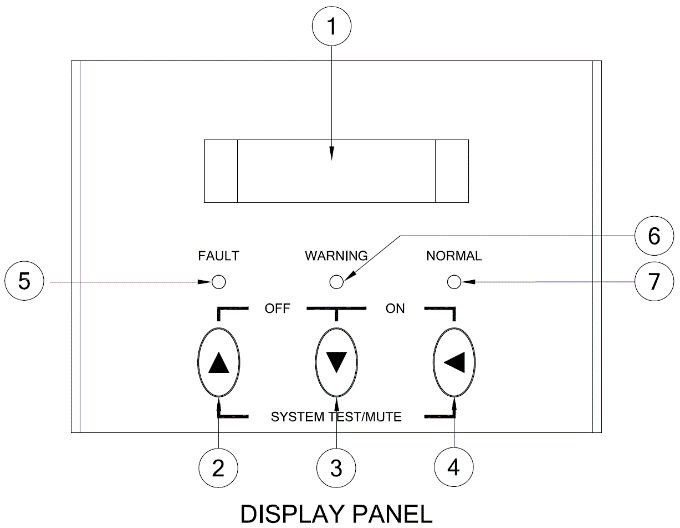 1
FAULT WARNING NORMAL
6
5
7
OFF ON
SYSTEM TEST/MUTE
2 3 4
DISPLAY PANEL